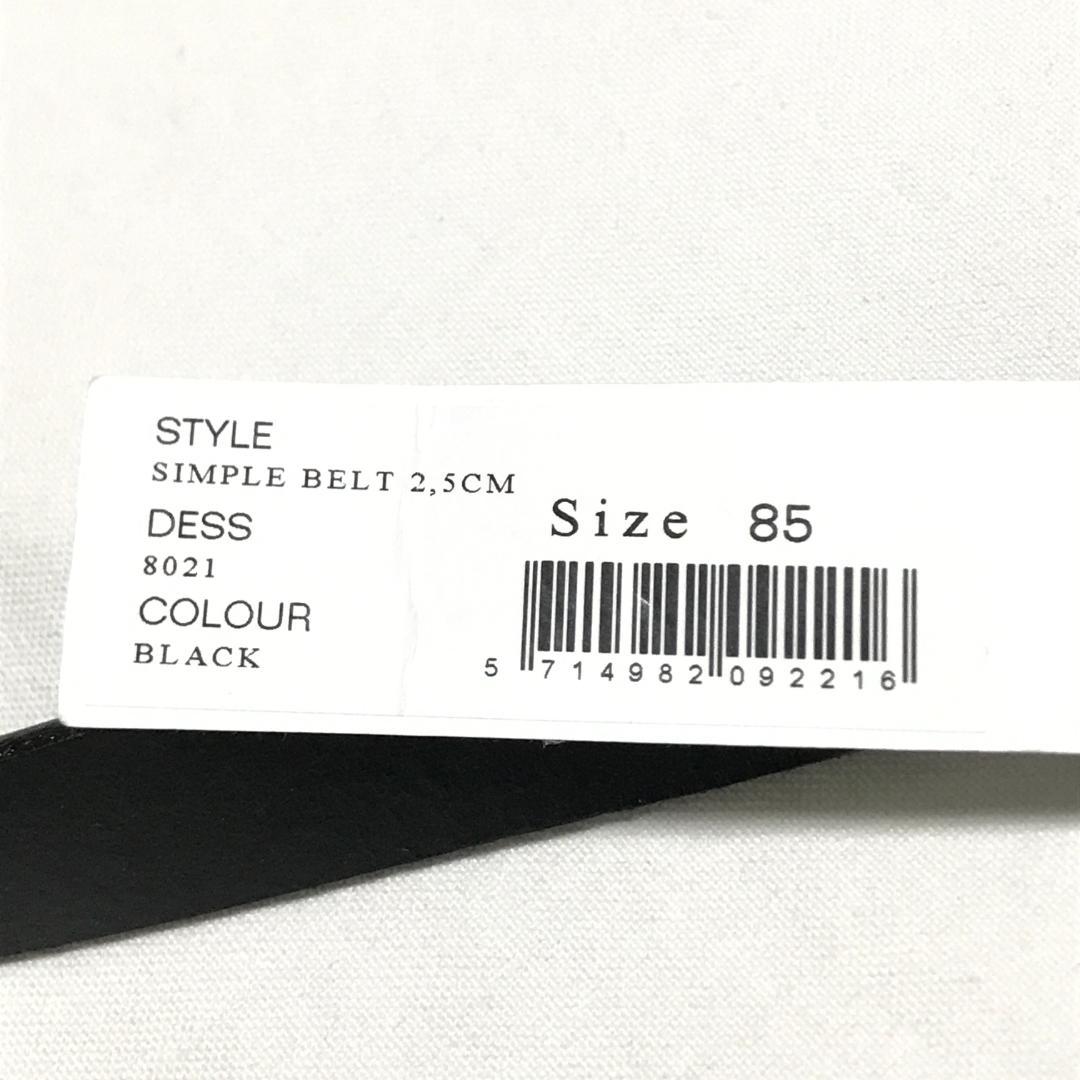 STYLE
SIMPLE BELT 2,5CM
DESS
8021
COLOUR
BLACK
Size 85
5 714982 092216